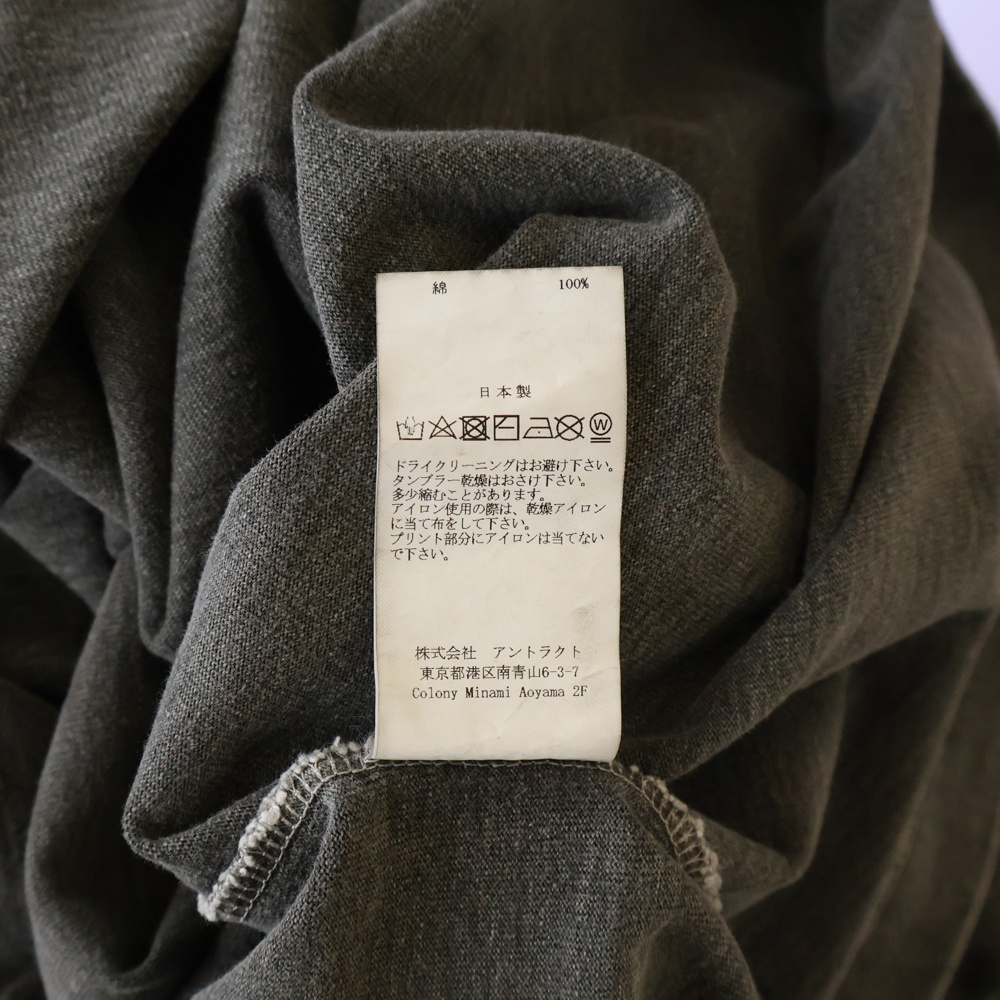 綿 100%
日本製
W
ドライクリーニングはお避け下さい。
タンブラー乾燥はおさけ下さい。
多少縮むことがあります。
アイロン使用の際は、乾燥アイロン
に当て布をして下さい。
プリント部分にアイロンは当てない
で下さい。
株式会社 アントラクト
東京都港区南青山6-3-7
Colony Minami Aoyama 2F